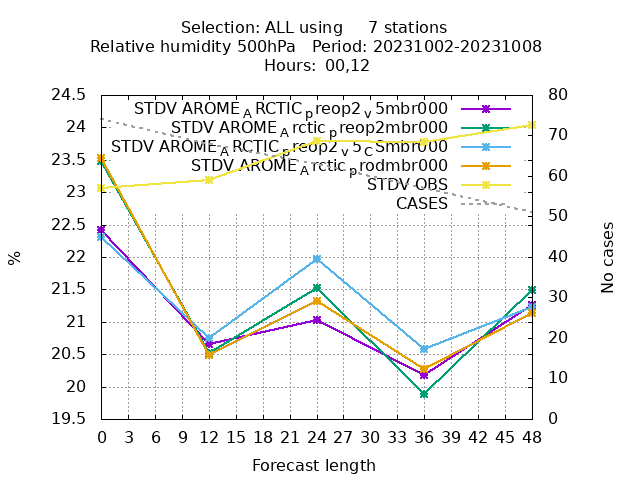 Selection: ALL using 7 stations
Relative humidity 500hPa Period: 20231002-20231008
Hours: 00,12
24.5
24
23.5
23
22.5
22
21.5
21
20.5
20
19.5
%
80
70
60
50
40
30
20
10
0
No cases
STDV AROME_ARCTIC_preop2_v5mbr000
STDV AROME_Arctic_preop2mbr000
STDV AROME_ARCTIC_preop2_v5_Csmbr000
STDV AROME_Arctic_prodmbr000
STDV OBS
CASES
0 3 6 9 12 15 18 21 24 27 30 33 36 39 42 45 48
Forecast length